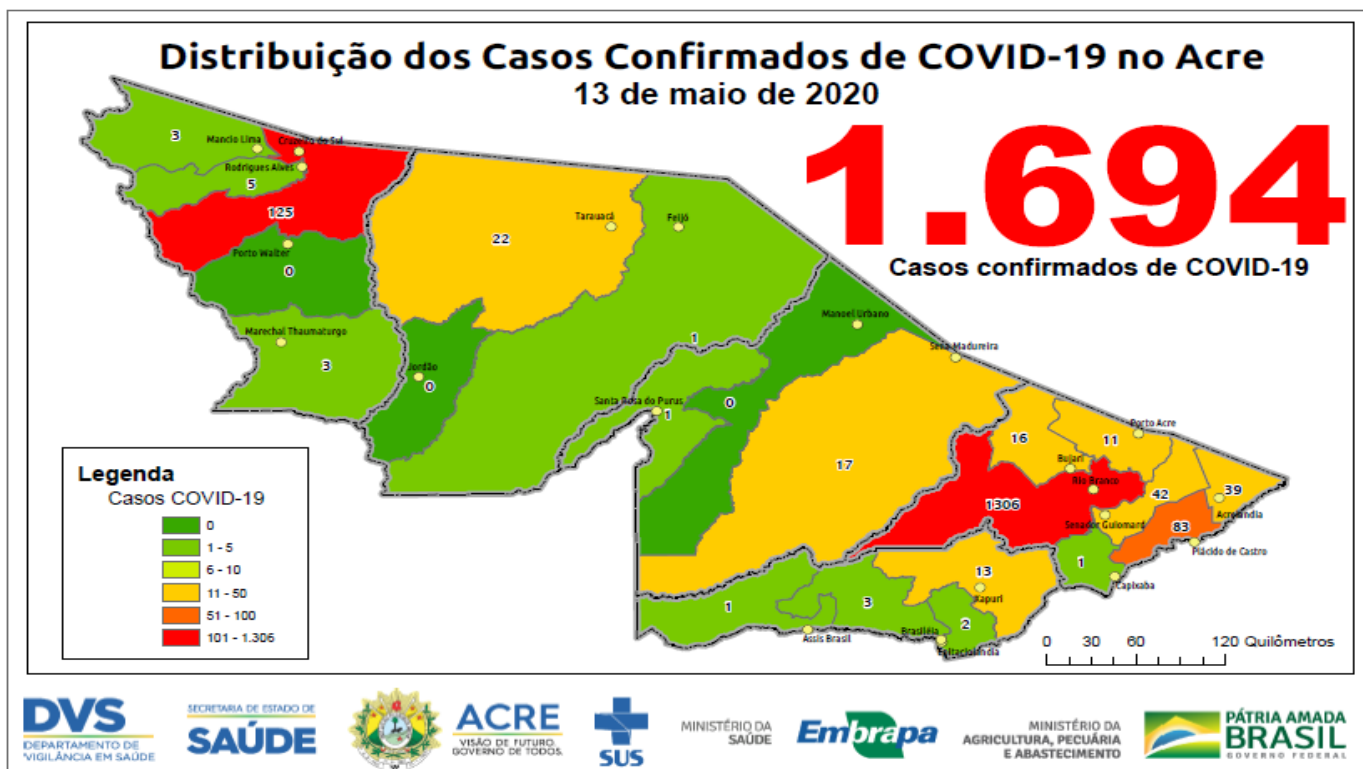 Distribuição dos Casos Confirmados de COVID-19 no Acre
13 de maio de 2020
1.694
Casos confirmados de COVID-19
3
Mancio Lima
Cruzeiro do Sul
Rodrigues Alves
5
125
Porto Walter
0
Marechal Thaumaturgo
3
Tarauacá
22
Feijó
1
Jordão
0
Manoel Urbano
0
Santa Rosa do Purus
1
Sena Madureira
17
16
Bujari
Porto Acre
11
Rio Branco
1306
Senador Guiomard
42
39
Acrelandia
83
Plácido de Castro
1
Capixaba
13
Xapuri
1
Assis Brasil
3
Brasiléia
2
Epitaciolandia
Legenda
Casos COVID-19
0
1 - 5
6 - 10
11 - 50
51 - 100
101 - 1.306
0 30 60 120 Quilômetros
DVS
DEPARTAMENTO DE
VIGILÂNCIA EM SAÚDE
SECRETARIA DE ESTADO DE
SAÚDE
ACRE
VISÃO DE FUTURO.
GOVERNO DE TODOS.
SUS
MINISTÉRIO DA
SAÚDE
Embrapa
MINISTÉRIO DA
AGRICULTURA, PECUÁRIA
E ABASTECIMENTO
PÁTRIA AMADA
BRASIL
GOVERNO FEDERAL